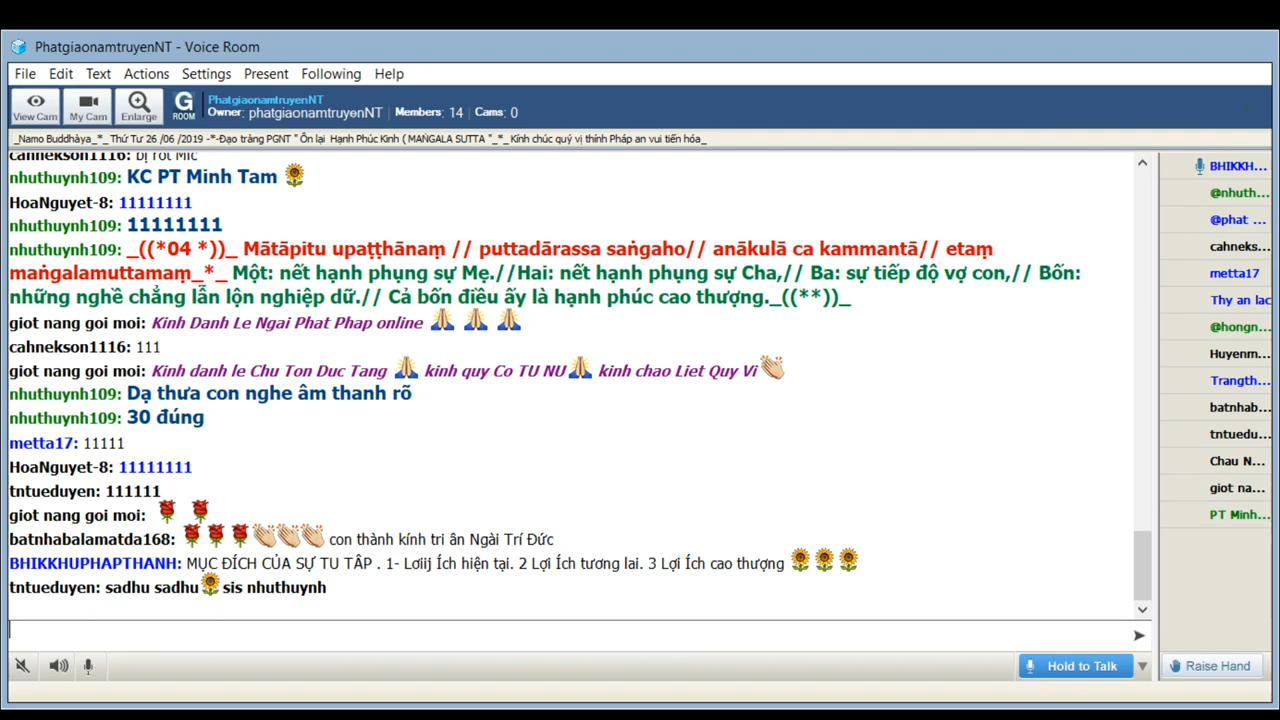 PhatgiaonamtruyenNT - Voice Room
File Edit Text Actions Settings Present Following Help
View Cam My Cam Enlarge G ROOM PhatgiaonamtruyenNT
Owner: phatgiaonamtruyenNT Members: 14 Cams: 0
_Namo Buddhàya_*_ Thứ Tư 26 /06 /2019 -*-Đạo tràng PGNT " Ôn lại Hạnh Phúc Kinh ( MAṄGALA SUTTA "_*_ Kính chúc quý vị thính Pháp an vui tiến hóa_
cahnekson1116: bị rot Mic
nhuthuynh109: KC PT Minh Tam
HoaNguyet-8: 11111111
nhuthuynh109: 11111111
nhuthuynh109: _((*04 *))_ Mātāpitu upaṭṭhānaṃ // puttadārassa saṅgaho// anākulā ca kammantā// etaṃ
maṅgalamuttamaṃ_*_ Một: nết hạnh phụng sự Mẹ.//Hai: nết hạnh phụng sự Cha,// Ba: sự tiếp độ vợ con,// Bốn:
những nghề chẳng lẫn lộn nghiệp dữ.// Cả bốn điều ấy là hạnh phúc cao thượng._((**))_
giot nang goi moi: Kinh Danh Le Ngai Phat Phap online
cahnekson1116: 111
giot nang goi moi: Kinh danh le Chu Ton Duc Tang kinh quy Co TU NU kinh chao Liet Quy Vi
nhuthuynh109: Dạ thưa con nghe âm thanh rõ
nhuthuynh109: 30 đúng
metta17: 11111
HoaNguyet-8: 11111111
tntueduyen: 111111
giot nang goi moi:
batnhabalamatda168: con thành kính tri ân Ngài Trí Đức
BHIKKHUPHAPTHANH: MỤC ĐÍCH CỦA SỰ TU TẬP . 1- Lơiij Ích hiện tại. 2 Lợi Ích tương lai. 3 Lợi Ích cao thượng
tntueduyen: sadhu sadhu sis nhuthuynh
BHIKKH...
@nhuth...
@phat ...
cahneks...
metta17
Thy an lac
@hongn...
Huyenm...
Trangth...
batnhab...
tntuedu...
Chau N...
giot na...
PT Minh...
Hold to Talk
Raise Hand